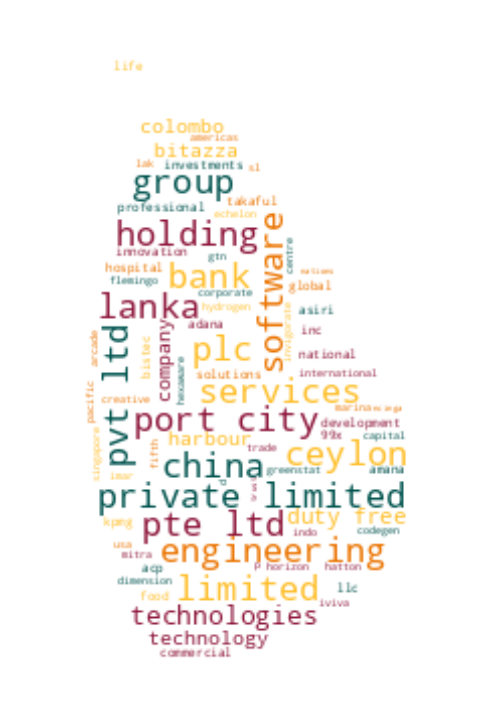 life
colombo
americas
bitazza
lak investments sl
group
takaful
professional
echelon
holding
software
innovation
gtn
centre
hospital
bank
nations
flemingo
global
corporate
lanka
hydrogen
asiri
adana
invigorate
inc
company
pvt ltd
arcade
bistec
plc
national
hexaware
solutions
international
services
pacific
creative
port city
marina
development
harbour
99x
capital
fifth
trade
ceylon
singapore
china
greenstat
amana
imar
private limited
trust
kpmg
pte ltd
duty free
indo
codegen
usa
mitra
engineering
acp
p horizon
hatton
dimension
limited
llc
food
iviva
technologies
technology
commercial